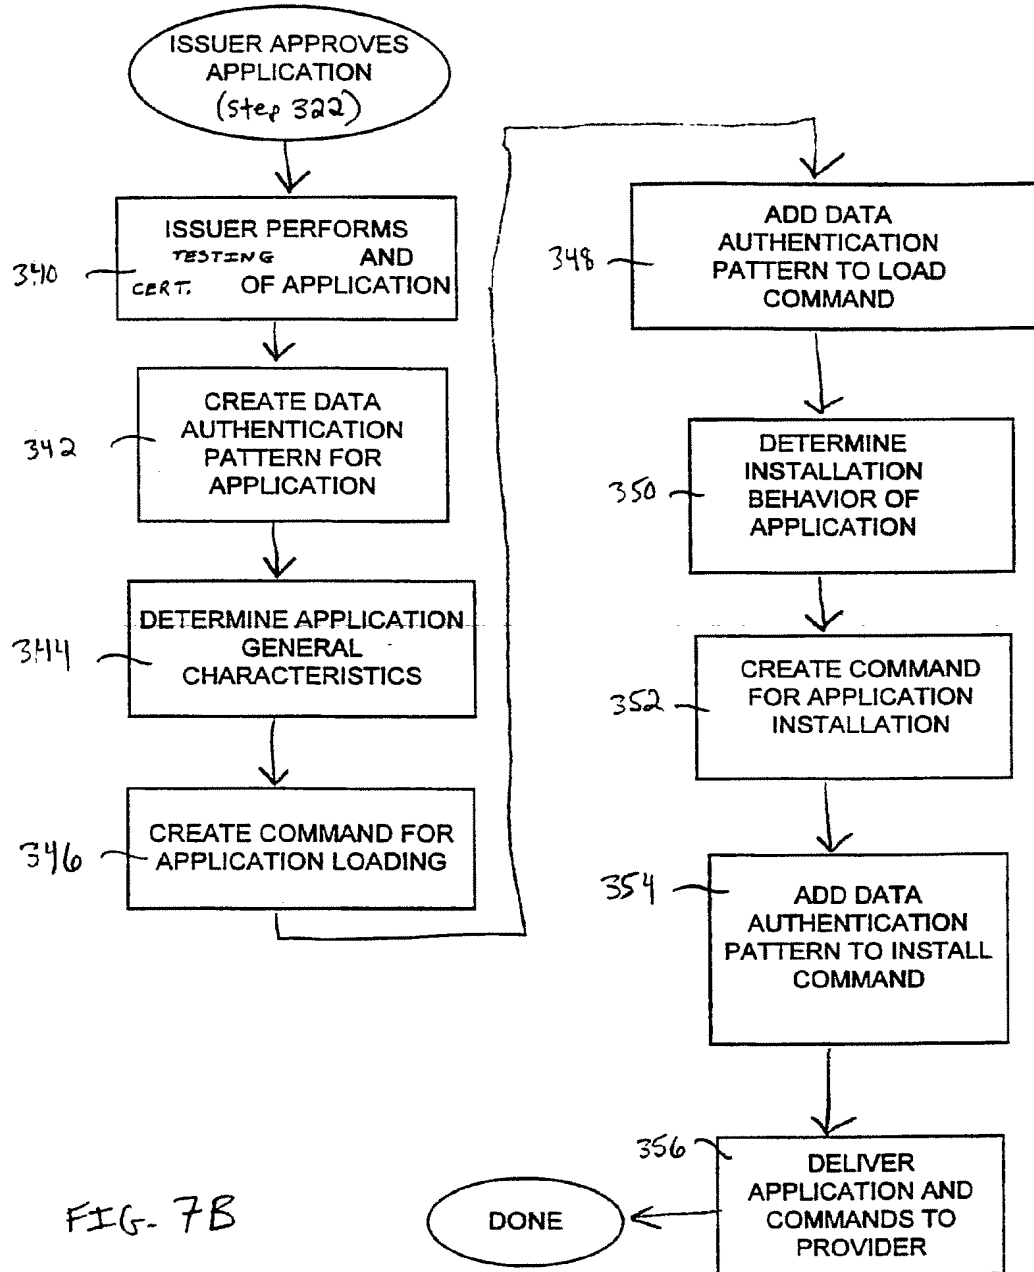 ISSUER APPROVES
APPLICATION
(step 322)
340
ISSUER PERFORMS
TESTING AND
CERT. OF APPLICATION
342
CREATE DATA
AUTHENTICATION
PATTERN FOR
APPLICATION
344
DETERMINE APPLICATION
GENERAL
CHARACTERISTICS
346
CREATE COMMAND FOR
APPLICATION LOADING
348
ADD DATA
AUTHENTICATION
PATTERN TO LOAD
COMMAND
350
DETERMINE
INSTALLATION
BEHAVIOR OF
APPLICATION
352
CREATE COMMAND
FOR APPLICATION
INSTALLATION
354
ADD DATA
AUTHENTICATION
PATTERN TO INSTALL
COMMAND
356
DELIVER
APPLICATION AND
COMMANDS TO
PROVIDER
DONE
FIG. 7B